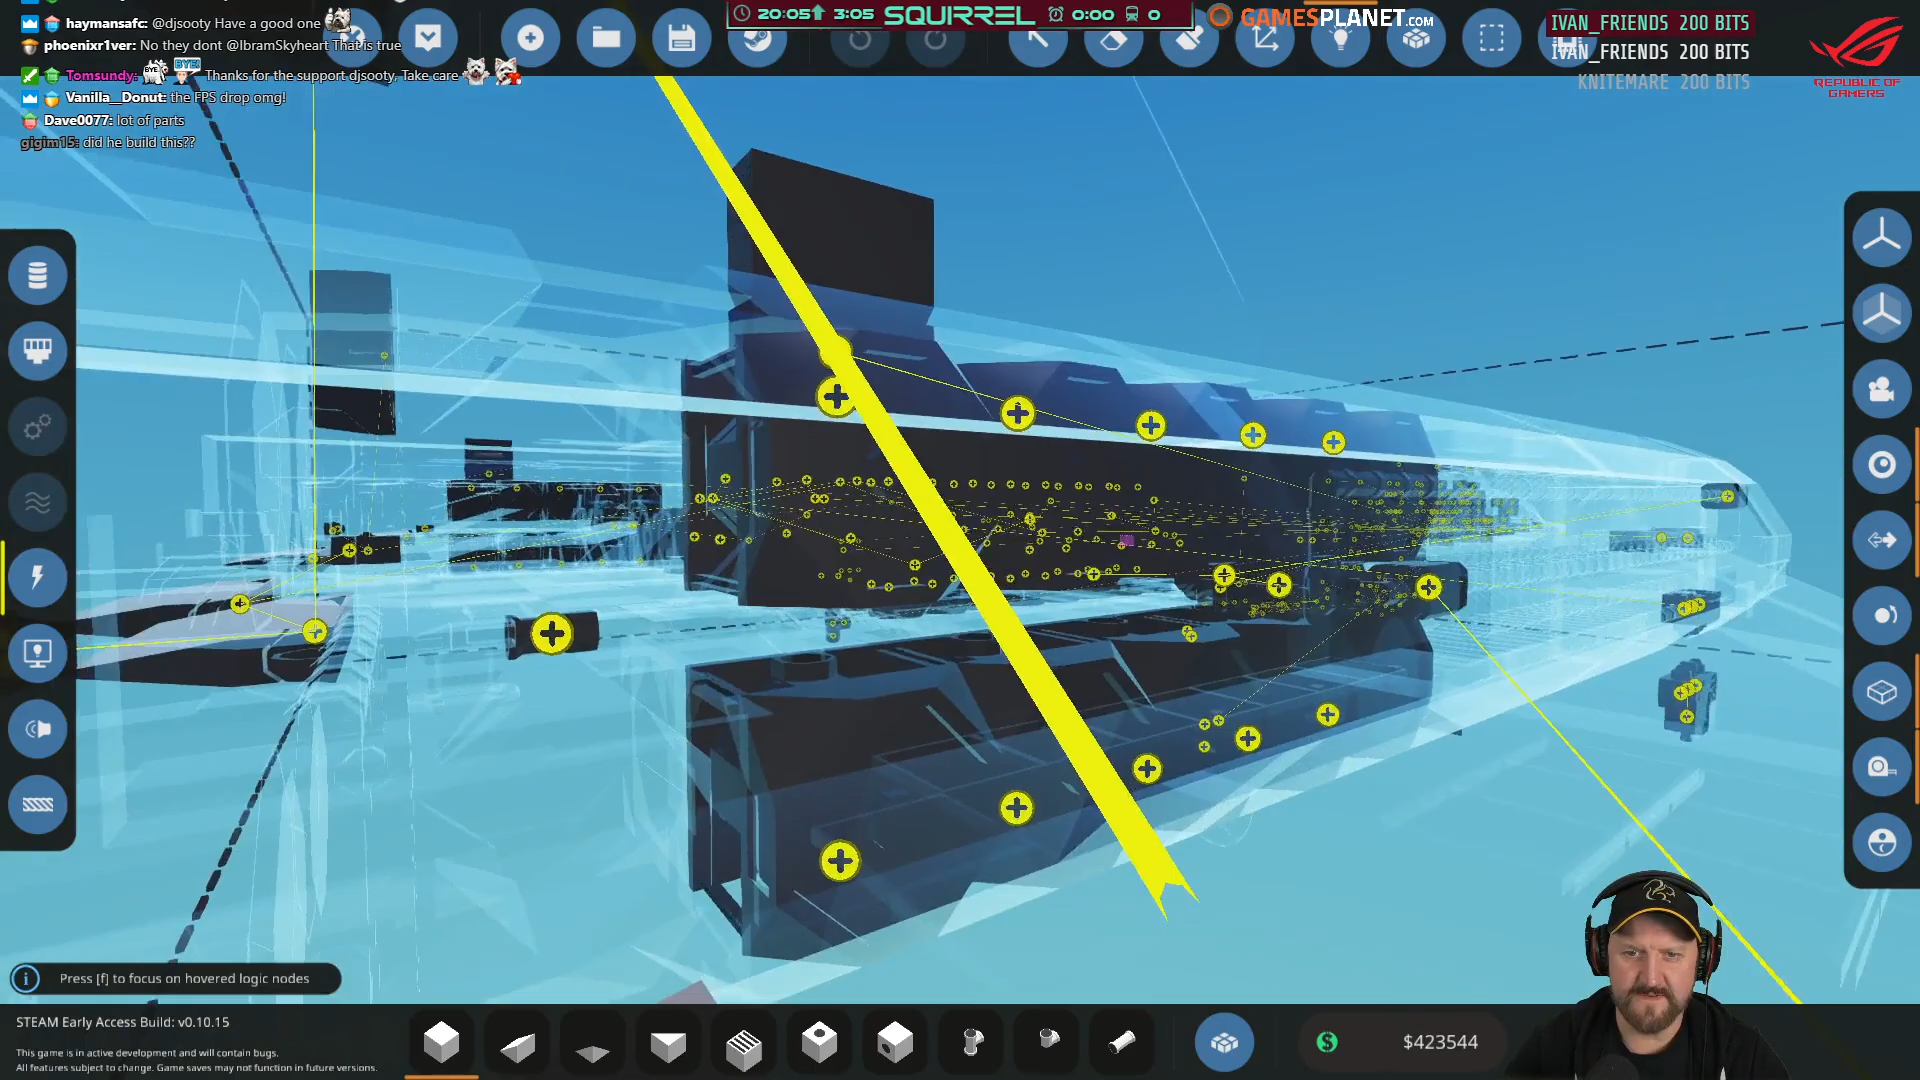 haymansafc: @djsooty Have a good one
phoenixr1ver: No they dont @IbramSkyheart That is true
Tomsundy: BYE BYE! Thanks for the support djsooty, Take care
Vanilla__Donut: the FPS drop omg!
Dave0077: lot of parts
gigim15: did he build this??
20:05 3:05 SQUIRREL 0:00 0
GAMESPLANET.COM
IVAN_FRIENDS 200 BITS
IVAN_FRIENDS 200 BITS
KNITEMARE 200 BITS
REPUBLIC OF
GAMERS
Press [f] to focus on hovered logic nodes
STEAM Early Access Build: v0.10.15
This game is in active development and will contain bugs.
All features subject to change. Game saves may not function in future versions.
$423544